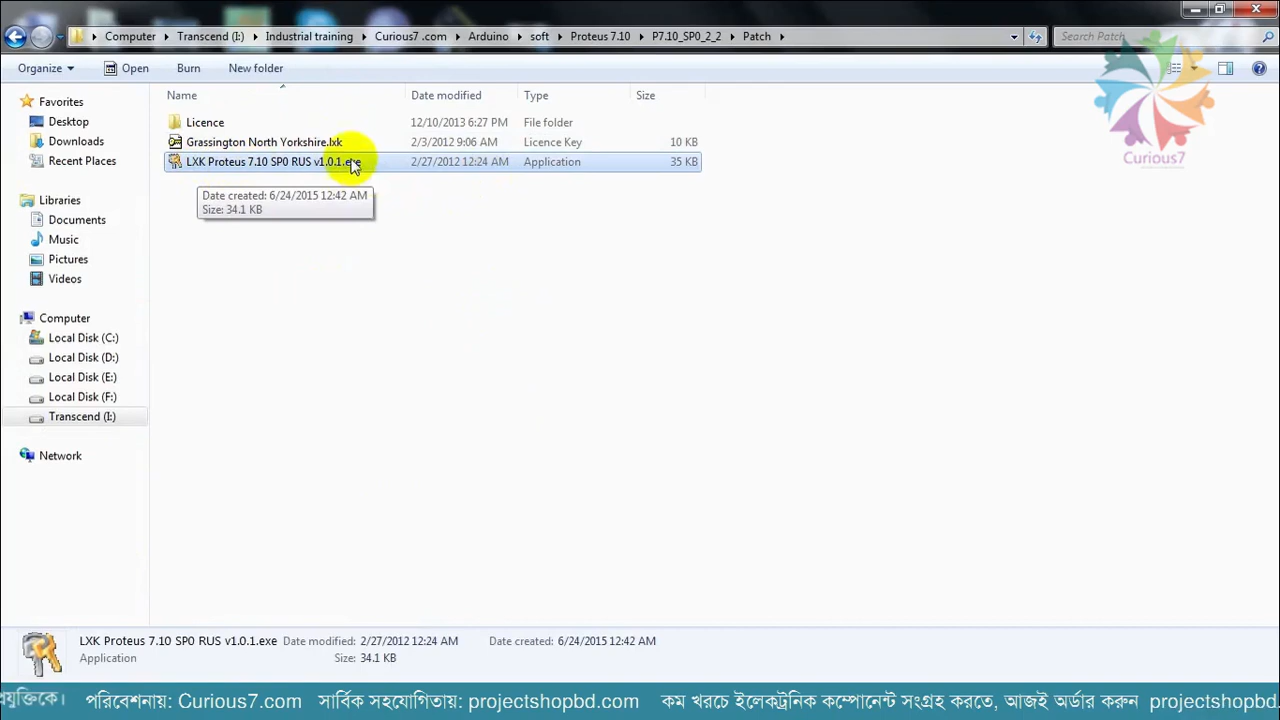 Computer Transcend (I:) Industrial training Curious7 .com Arduino soft Proteus 7.10 P7.10_SP0_2_2 Patch Search Patch
Organize Open Burn New folder
Name Date modified Type Size
Favorites
Desktop
Downloads
Recent Places
Libraries
Documents
Music
Pictures
Videos
Computer
Local Disk (C:)
Local Disk (D:)
Local Disk (E:)
Local Disk (F:)
Transcend (I:)
Network
Licence 12/10/2013 6:27 PM File folder
Grassington North Yorkshire.lxk 2/3/2012 9:06 AM Licence Key 10 KB
LXK Proteus 7.10 SP0 RUS v1.0.1.exe 2/27/2012 12:24 AM Application 35 KB
Date created: 6/24/2015 12:42 AM
Size: 34.1 KB
Curious7
LXK Proteus 7.10 SP0 RUS v1.0.1.exe Date modified: 2/27/2012 12:24 AM Date created: 6/24/2015 12:42 AM
Application Size: 34.1 KB
পরিবেশনায়: Curious7.com সার্বিক সহযোগিতায়: projectshopbd.com কম খরচে ইলেকট্রনিক কম্পোনেন্ট সংগ্রহ করতে, আজই অর্ডার করুন projectshopbd.